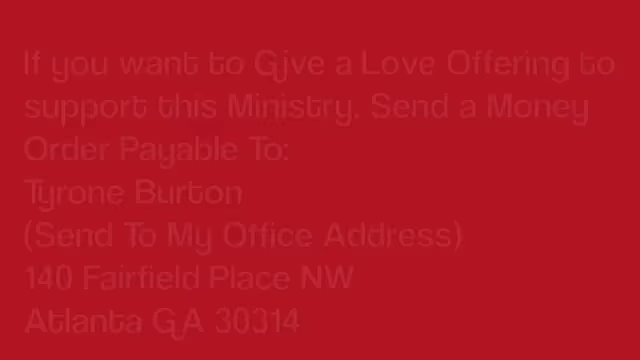 If you want to Give a Love Offering to
support this Ministry. Send a Money
Order Payable To:
Tyrone Burton
(Send To My Office Address)
140 Fairfield Place NW
Atlanta GA 30314